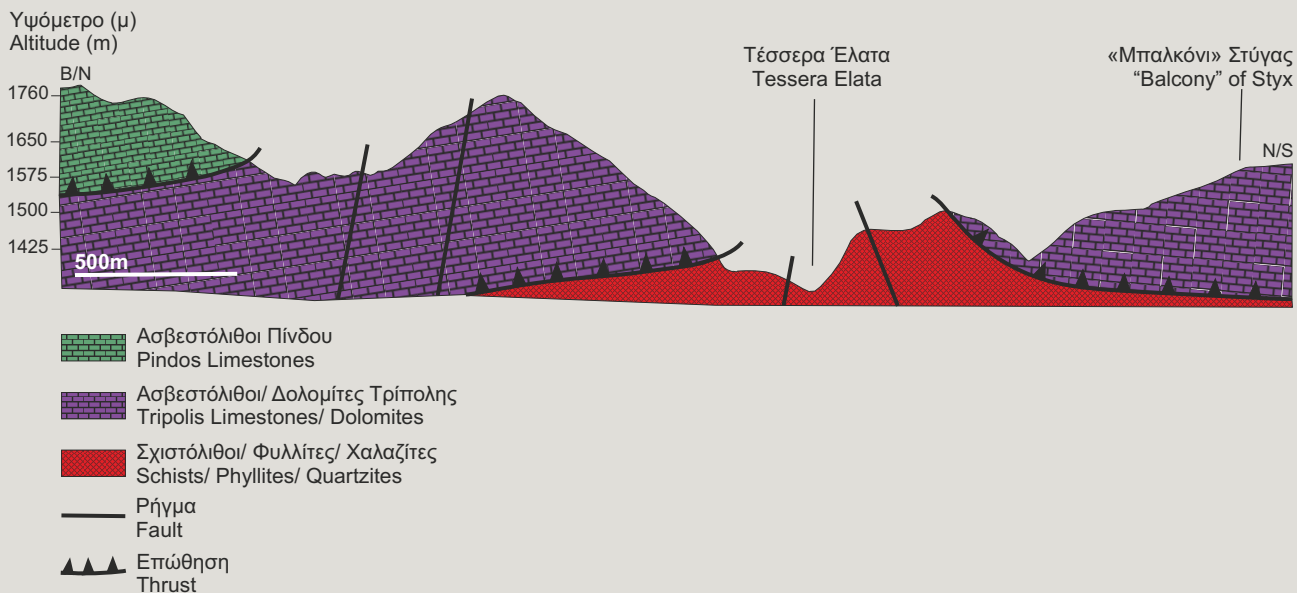 Υψόμετρο (μ)
Altitude (m)
Β/N
1760
1650
1575
1500
1425
500m
Τέσσερα Έλατα
Tessera Elata
«Μπαλκόνι» Στύγας
“Balcony” of Styx
Ν/S
Ασβεστόλιθοι Πίνδου
Pindos Limestones
Ασβεστόλιθοι/ Δολομίτες Τρίπολης
Tripolis Limestones/ Dolomites
Σχιστόλιθοι/ Φυλλίτες/ Χαλαζίτες
Schists/ Phyllites/ Quartzites
Ρήγμα
Fault
Επώθηση
Thrust